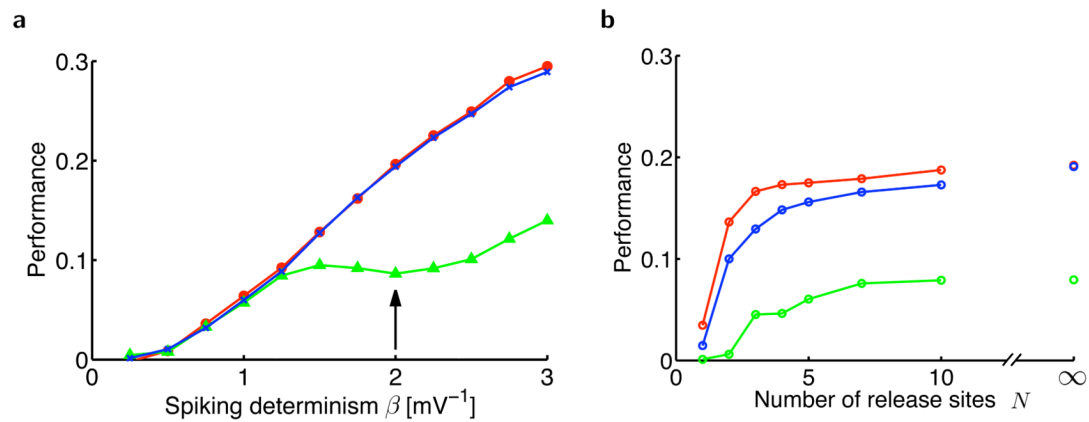 a
0.3
0.2
0.1
0
Performance
0
1
2
3
Spiking determinism β [mV⁻¹]
b
0.3
0.2
0.1
0
Performance
0
5
10
∞
Number of release sites N